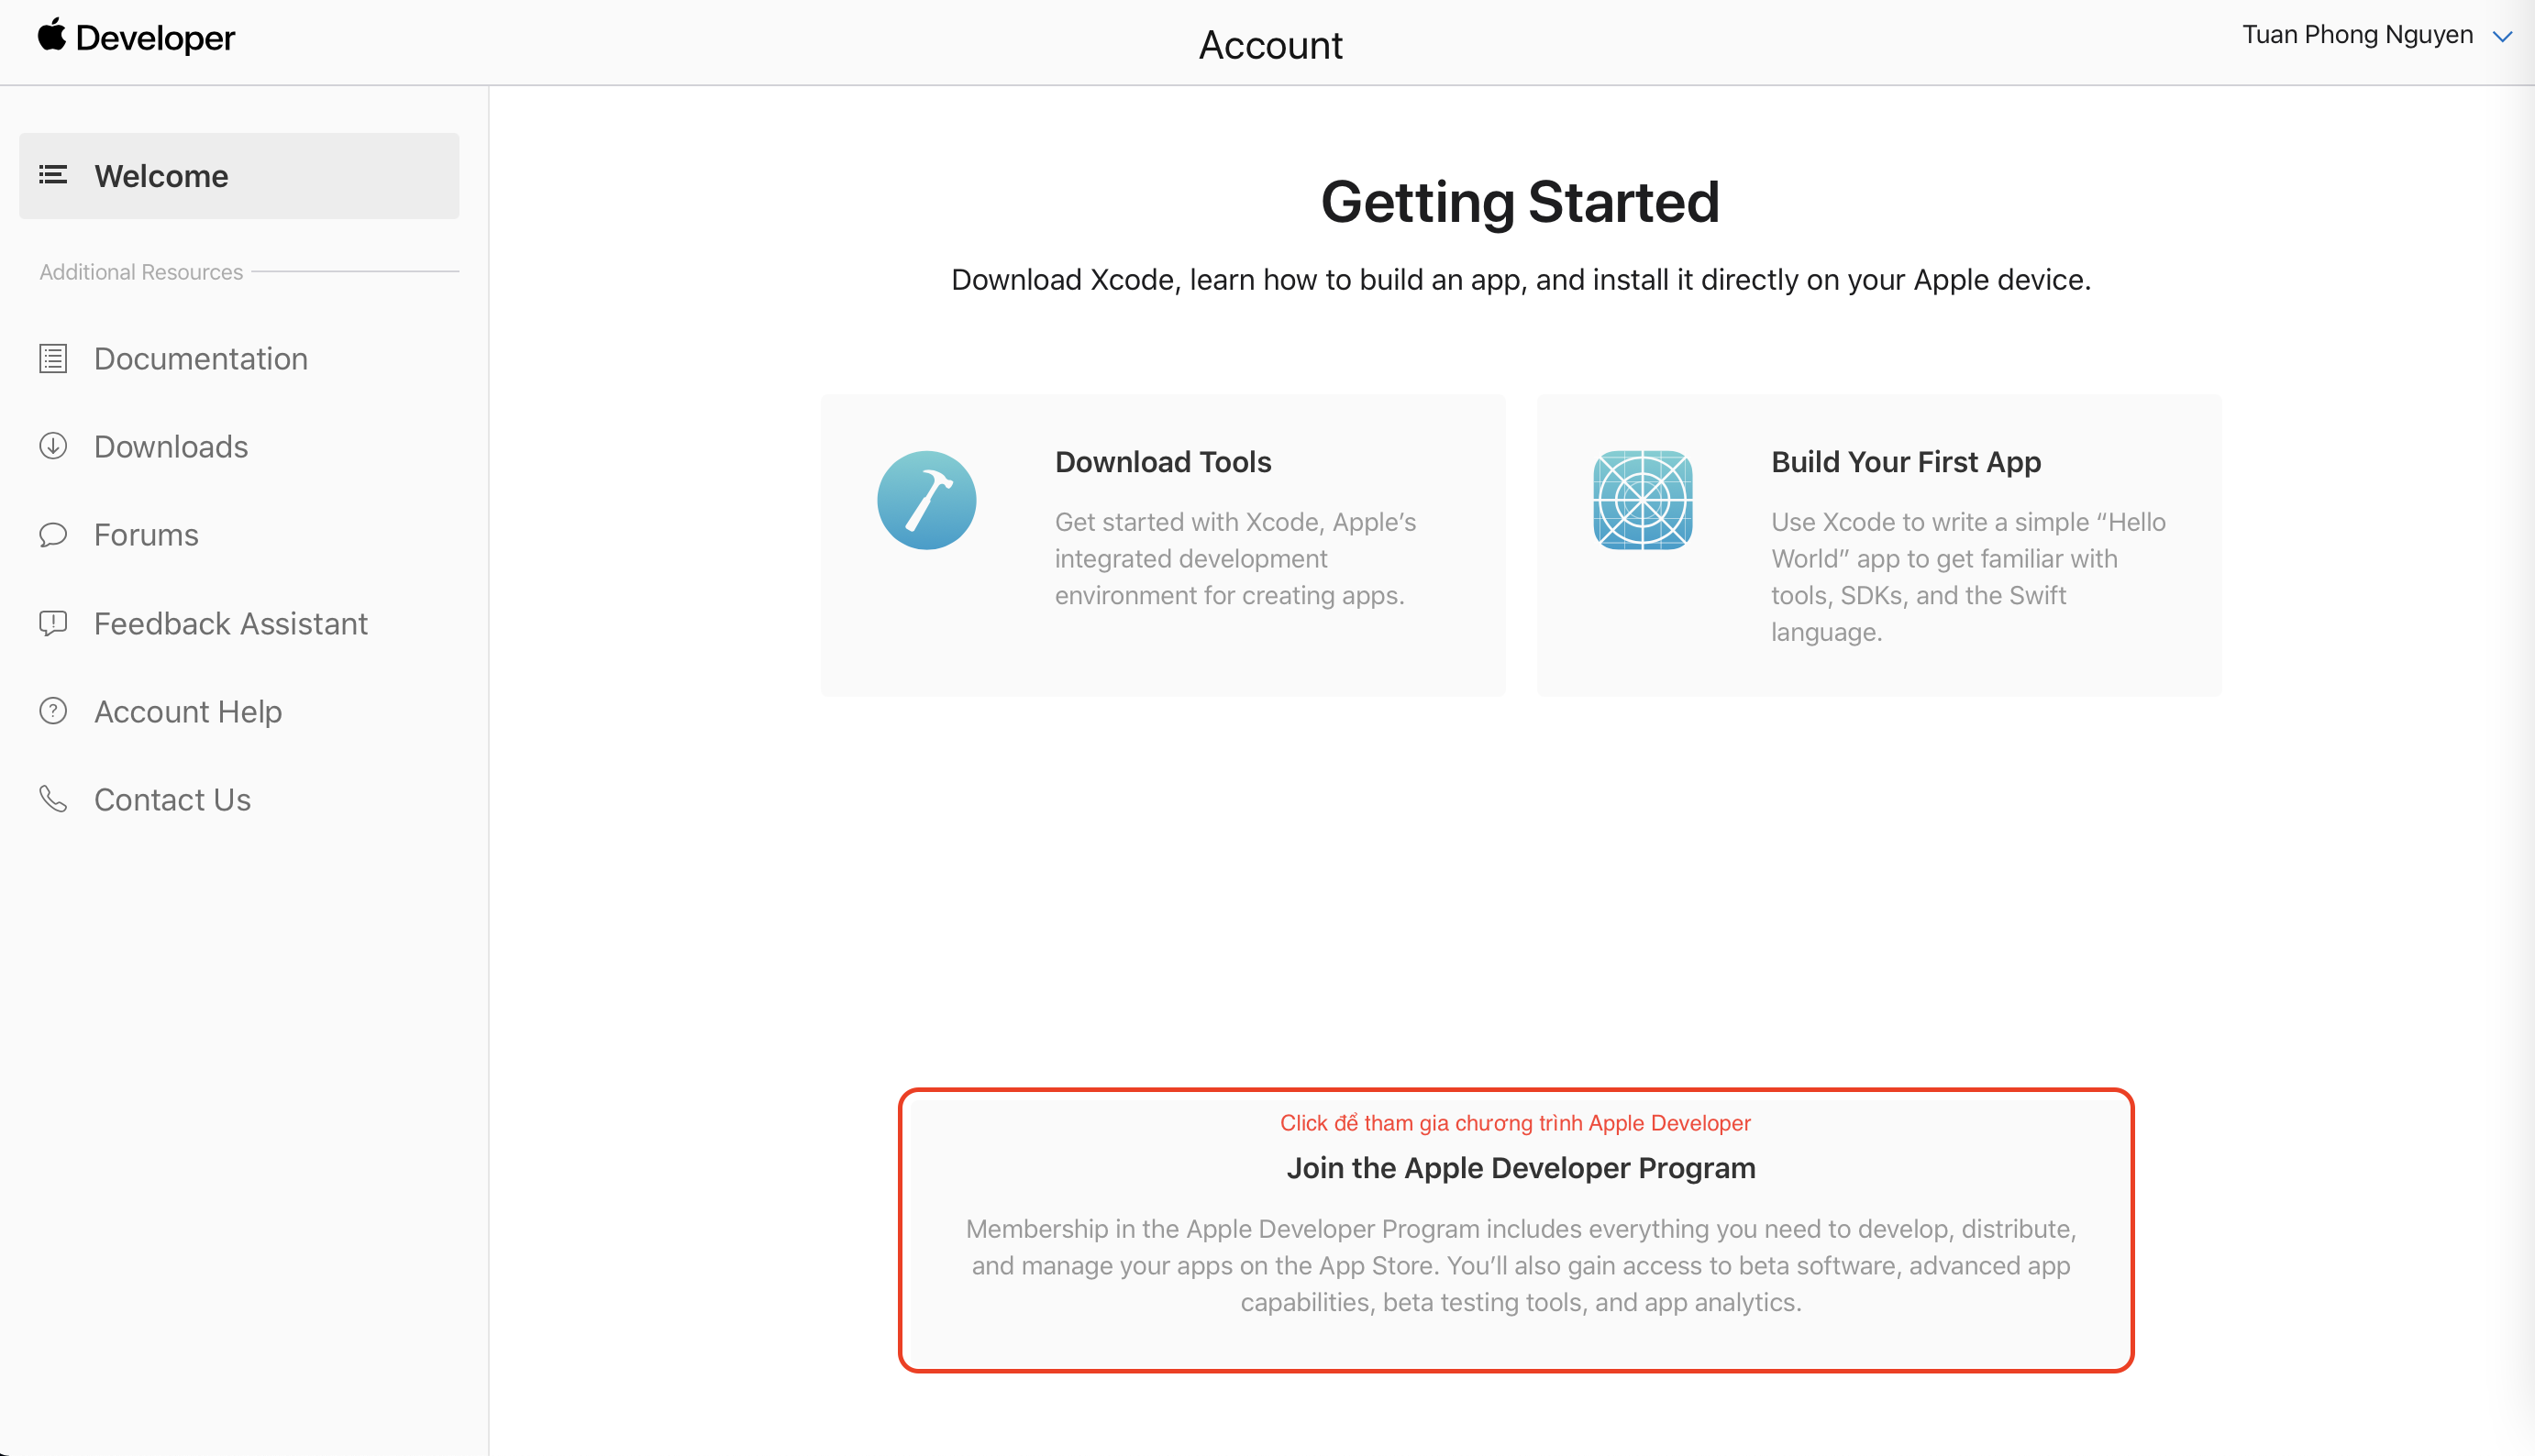 Developer
Account
Tuan Phong Nguyen
Welcome
Additional Resources
Documentation
Downloads
Forums
Feedback Assistant
Account Help
Contact Us
Getting Started
Download Xcode, learn how to build an app, and install it directly on your Apple device.
Download Tools
Get started with Xcode, Apple’s
integrated development
environment for creating apps.
Build Your First App
Use Xcode to write a simple “Hello
World” app to get familiar with
tools, SDKs, and the Swift
language.
Click để tham gia chương trình Apple Developer
Join the Apple Developer Program
Membership in the Apple Developer Program includes everything you need to develop, distribute,
and manage your apps on the App Store. You’ll also gain access to beta software, advanced app
capabilities, beta testing tools, and app analytics.